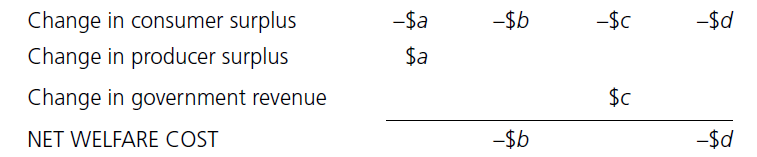 Change in consumer surplus –$a –$b –$c –$d
Change in producer surplus $a
Change in government revenue $c
NET WELFARE COST –$b –$d